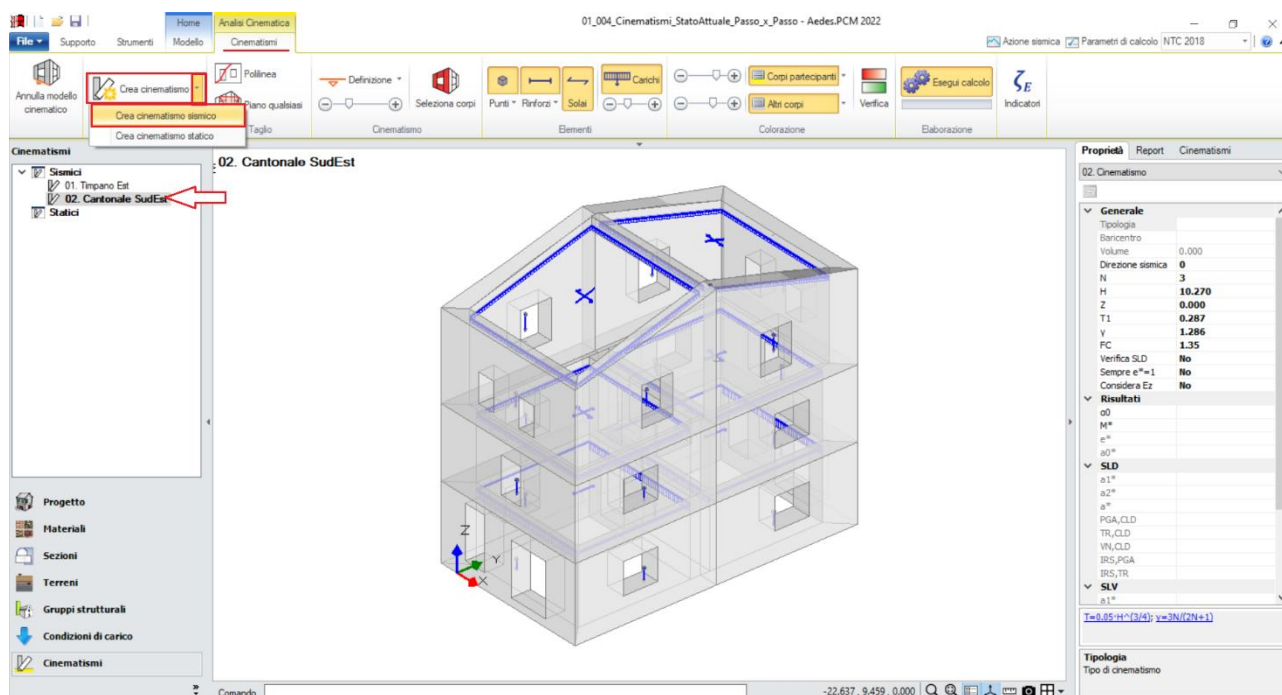 01_004_Cinematismi_StatoAttuale_Passo_x_Passo - Aedes.PCM 2022
Home
Analisi Cinematica
File
Supporto
Strumenti
Modello
Cinematismi
Azione sismica
Parametri di calcolo
NTC 2018
Annulla modello
cinematico
Crea cinematismo
Crea cinematismo sismico
Crea cinematismo statico
Polilinea
Piano qualsiasi
Taglio
Definizione
Seleziona corpi
Cinematismo
Punti
Rinforzi
Solai
Carichi
Elementi
Corpi partecipanti
Altri corpi
Verifica
Colorazione
Esegui calcolo
Elaborazione
ζE
Indicatori
Cinematismi
Sismici
01. Timpano Est
02. Cantonale SudEst
Statici
Progetto
Materiali
Sezioni
Terreni
Gruppi strutturali
Condizioni di carico
Cinematismi
02. Cantonale SudEst
Z
Y
X
Comando
-22.637 , 9.459 , 0.000
Proprietà Report Cinematismi
02. Cinematismo
Generale
Tipologia
Baricentro
Volume 0.000
Direzione sismica 0
N 3
H 10.270
Z 0.000
T1 0.287
γ 1.286
FC 1.35
Verifica SLD No
Sempre e*=1 No
Considera Ez No
Risultati
α0
M*
e*
a0*
SLD
a1*
a2*
a*
PGA,CLD
TR,CLD
VN,CLD
IRS,PGA
IRS,TR
SLV
a1*
T=0.05·H^(3/4); γ=3N/(2N+1)
Tipologia
Tipo di cinematismo